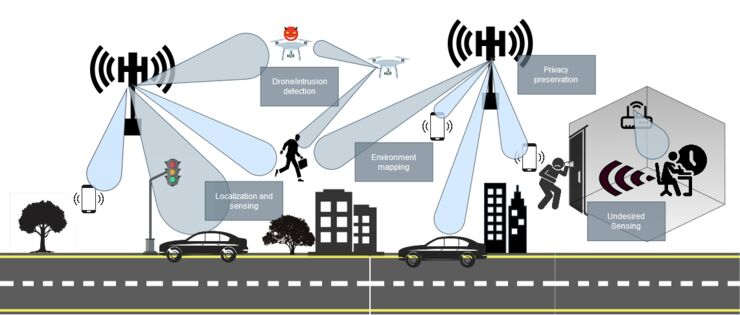 Drone/intrusion
detection
Privacy
preservation
Environment
mapping
Localization and
sensing
Undesired
Sensing